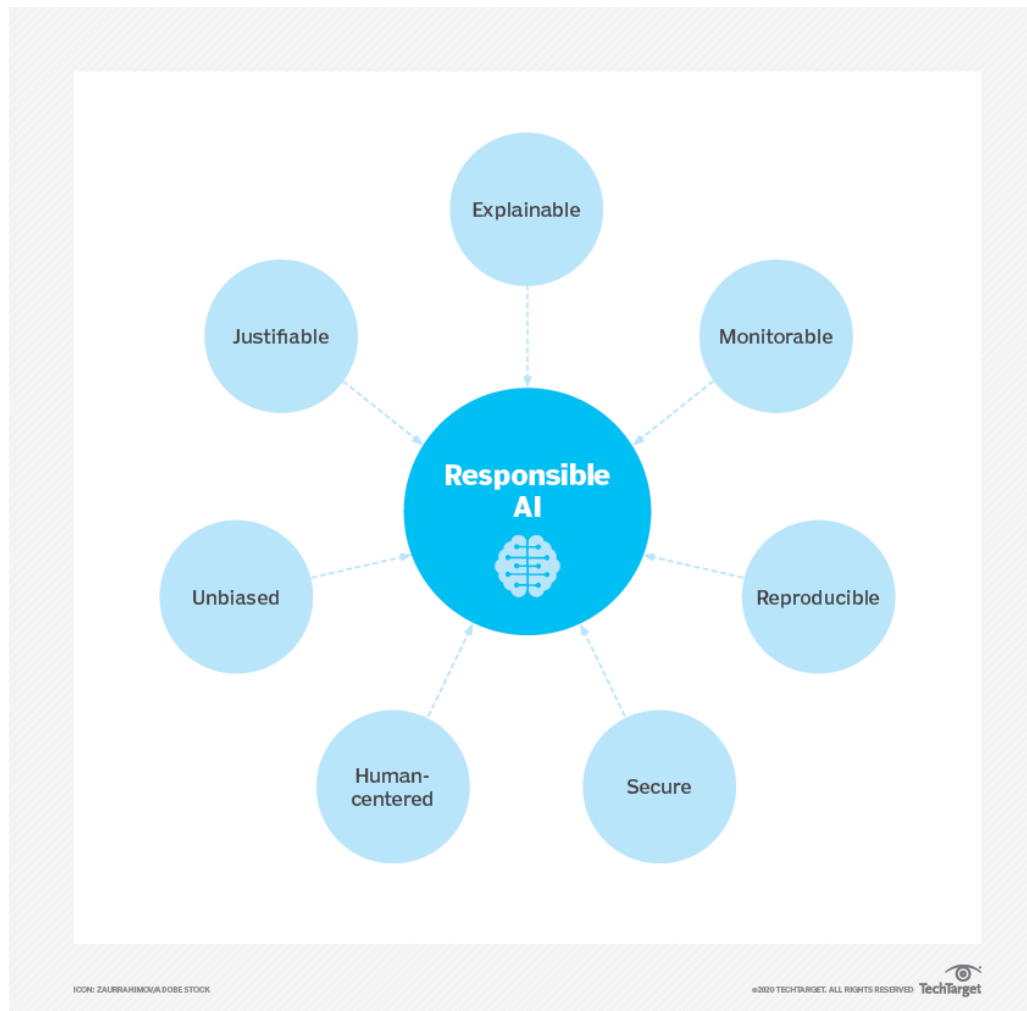 Explainable
Justifiable
Monitorable
Responsible
AI
Unbiased
Reproducible
Human-
centered
Secure
ICON: ZAURRAHIMOV/ADOBE STOCK
©2020 TECHTARGET. ALL RIGHTS RESERVED TechTarget